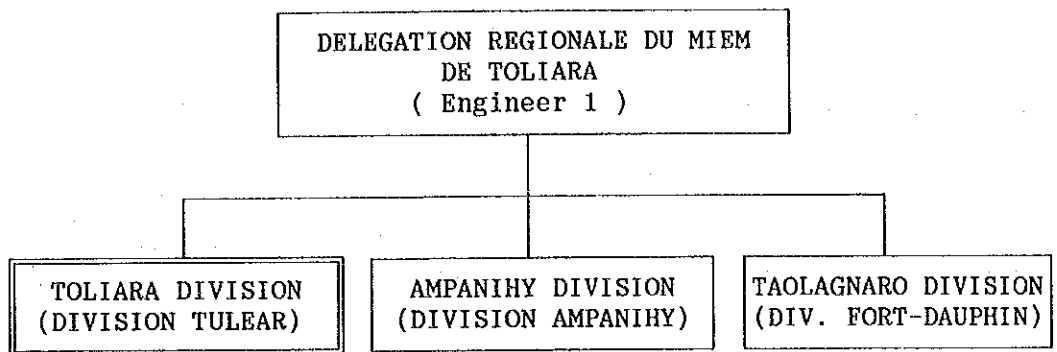 DELEGATION REGIONALE DU MIEM
DE TOLIARA
( Engineer 1 )
TOLIARA DIVISION
(DIVISION TULEAR)
AMPANIHY DIVISION
(DIVISION AMPANIHY)
TAOLAGNARO DIVISION
(DIV. FORT-DAUPHIN)